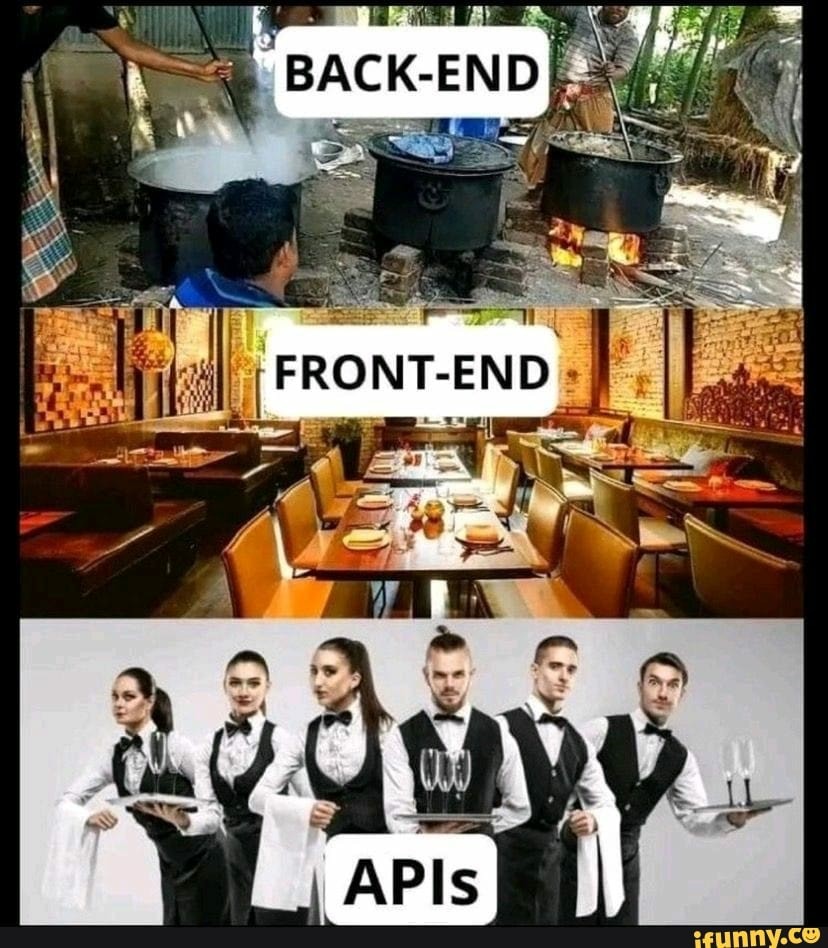 BACK-END
FRONT-END
APIs
ifunny.co